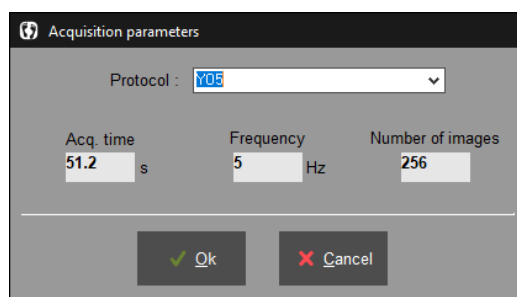 Acquisition parameters
Protocol : Y05
Acq. time Frequency Number of images
51.2 s 5 Hz 256
Ok Cancel